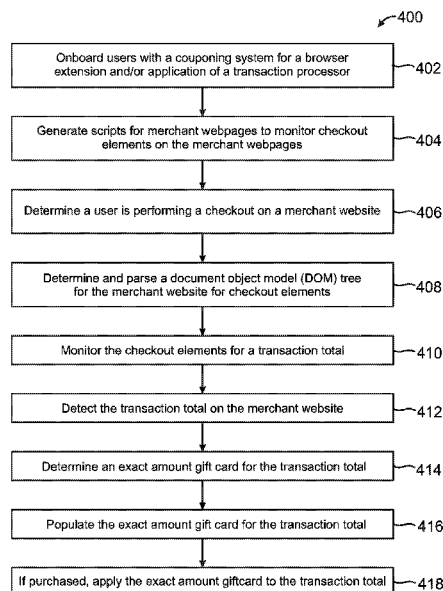 400
Onboard users with a couponing system for a browser
extension and/or application of a transaction processor
402
Generate scripts for merchant webpages to monitor checkout
elements on the merchant webpages
404
Determine a user is performing a checkout on a merchant website
406
Determine and parse a document object model (DOM) tree
for the merchant website for checkout elements
408
Monitor the checkout elements for a transaction total
410
Detect the transaction total on the merchant website
412
Determine an exact amount gift card for the transaction total
414
Populate the exact amount gift card for the transaction total
416
If purchased, apply the exact amount giftcard to the transaction total
418